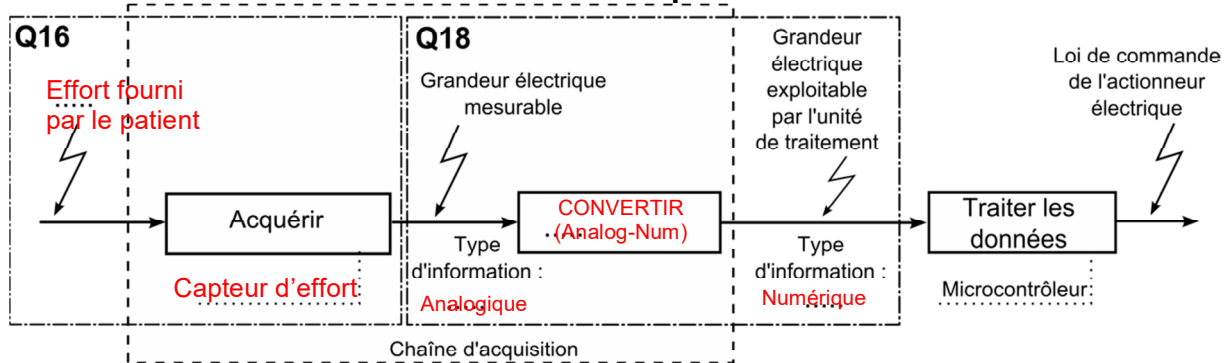 Q16
Effort fourni
par le patient
Acquérir
Capteur d'effort
Q18
Grandeur électrique
mesurable
Type
d'information :
Analogique
CONVERTIR
(Analog-Num)
Grandeur
électrique
exploitable
par l'unité
de traitement
Type
d'information :
Numérique
Loi de commande
de l'actionneur
électrique
Traiter les
données
Microcontrôleur
Chaîne d'acquisition